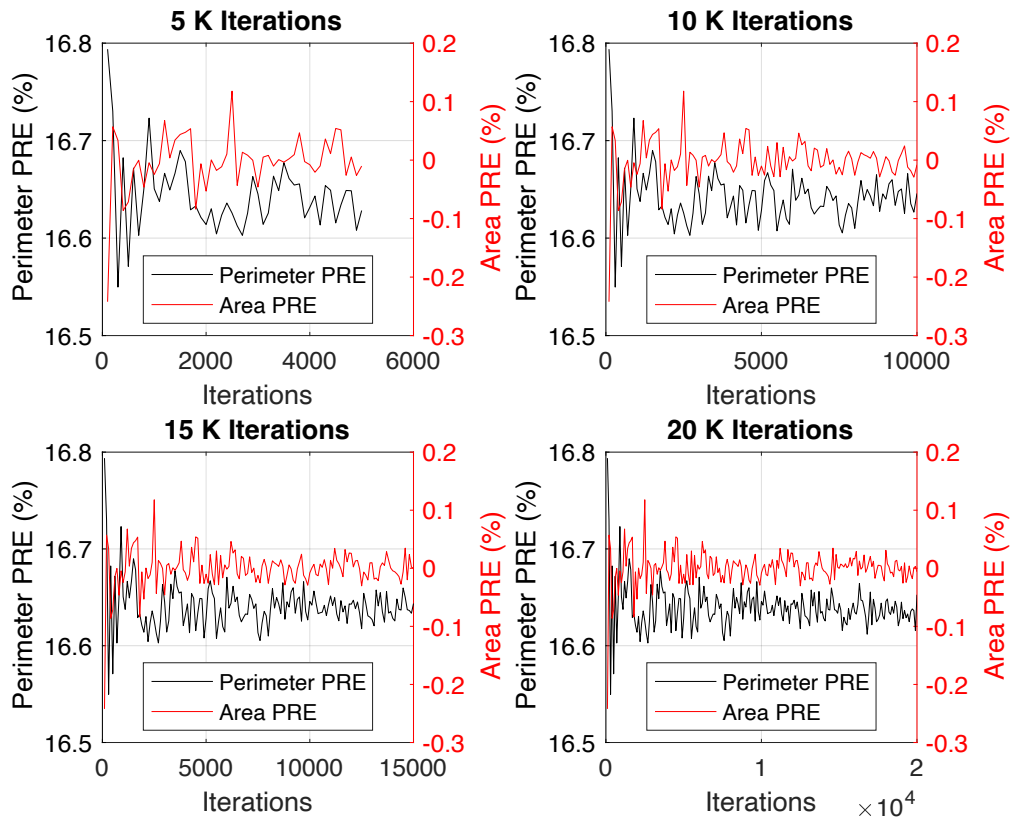 5 K Iterations
Perimeter PRE (%)
16.8
16.7
16.6
16.5
0.2
0.1
0
-0.1
-0.2
-0.3
Area PRE (%)
Perimeter PRE
Area PRE
0
2000
4000
6000
Iterations
10 K Iterations
Perimeter PRE (%)
16.8
16.7
16.6
16.5
0.2
0.1
0
-0.1
-0.2
-0.3
Area PRE (%)
Perimeter PRE
Area PRE
0
5000
10000
Iterations
15 K Iterations
Perimeter PRE (%)
16.8
16.7
16.6
16.5
0.2
0.1
0
-0.1
-0.2
-0.3
Area PRE (%)
Perimeter PRE
Area PRE
0
5000
10000
15000
Iterations
20 K Iterations
Perimeter PRE (%)
16.8
16.7
16.6
16.5
0.2
0.1
0
-0.1
-0.2
-0.3
Area PRE (%)
Perimeter PRE
Area PRE
0
1
2
Iterations
×10⁴